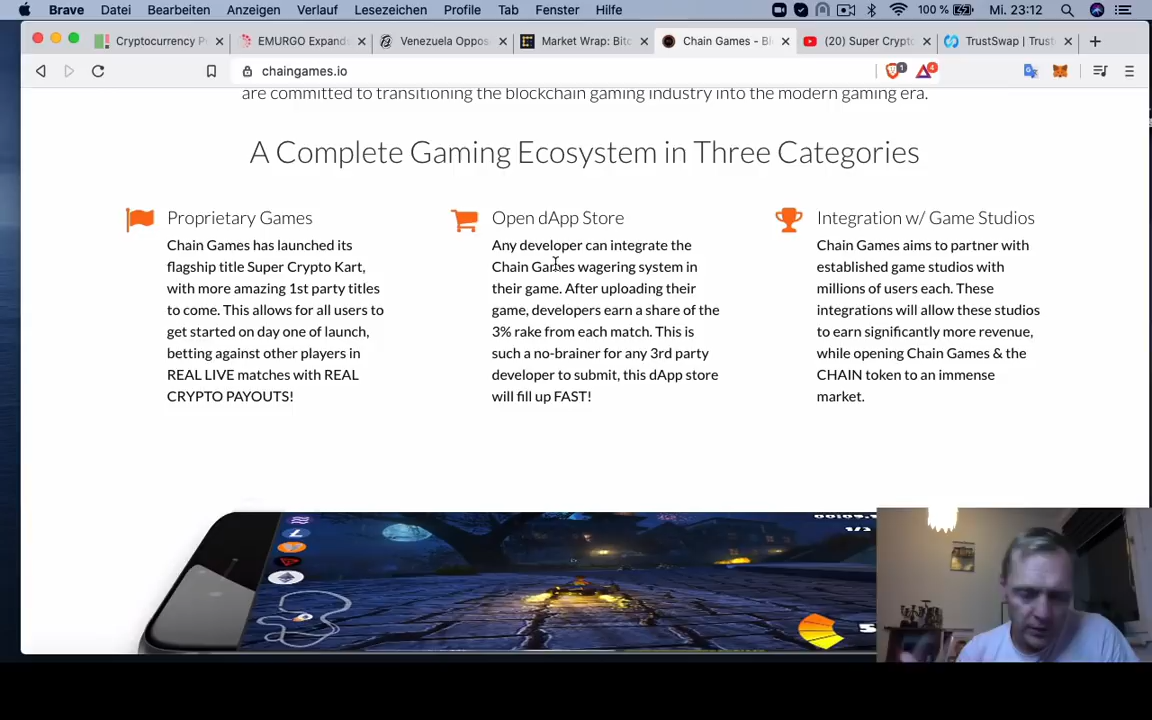 Brave Datei Bearbeiten Anzeigen Verlauf Lesezeichen Profile Tab Fenster Hilfe 100 % Mi. 23:12
Cryptocurrency P EMURGO Expand Venezuela Oppos Market Wrap: Bitc Chain Games - Bl (20) Super Crypto TrustSwap | Trust
chaingames.io 1 4
are committed to transitioning the blockchain gaming industry into the modern gaming era.
A Complete Gaming Ecosystem in Three Categories
Proprietary Games
Chain Games has launched its
flagship title Super Crypto Kart,
with more amazing 1st party titles
to come. This allows for all users to
get started on day one of launch,
betting against other players in
REAL LIVE matches with REAL
CRYPTO PAYOUTS!
Open dApp Store
Any developer can integrate the
Chain Games wagering system in
their game. After uploading their
game, developers earn a share of the
3% rake from each match. This is
such a no-brainer for any 3rd party
developer to submit, this dApp store
will fill up FAST!
Integration w/ Game Studios
Chain Games aims to partner with
established game studios with
millions of users each. These
integrations will allow these studios
to earn significantly more revenue,
while opening Chain Games & the
CHAIN token to an immense
market.